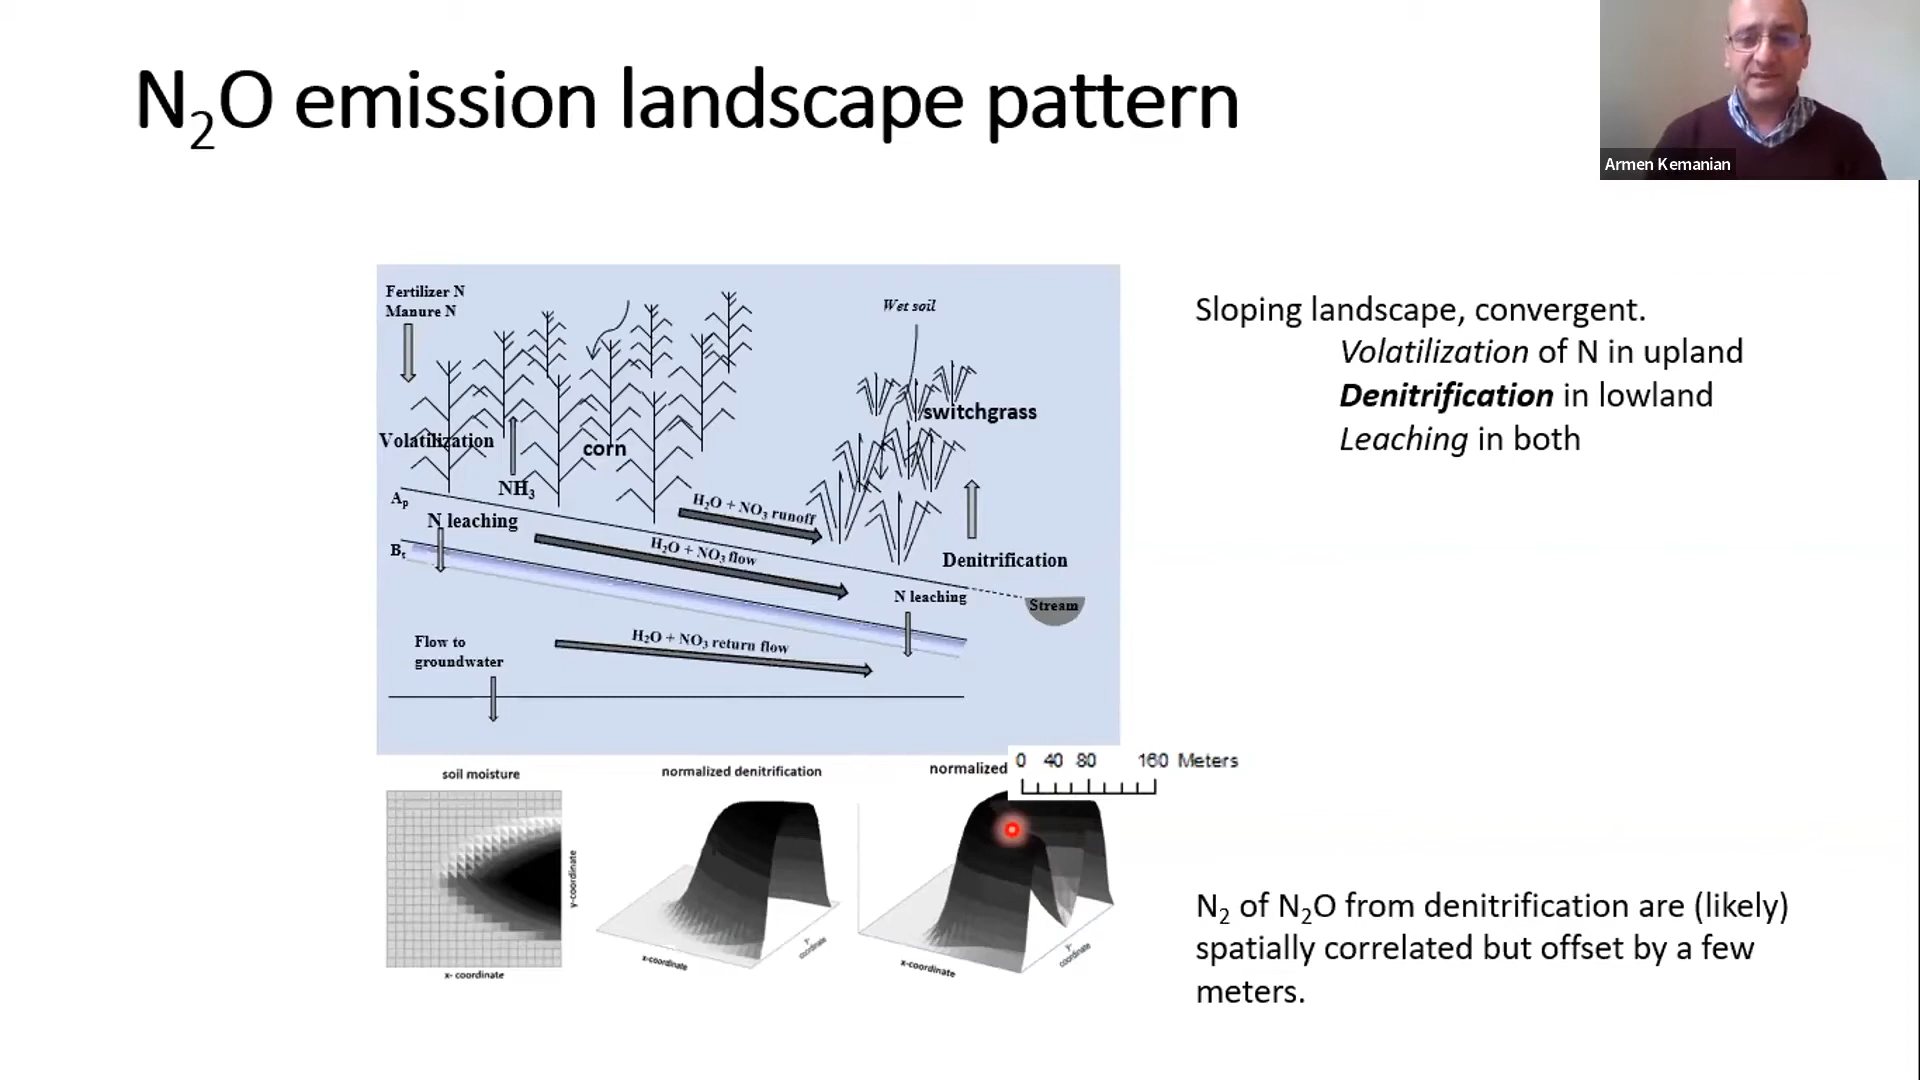 N₂O emission landscape pattern
Armen Kemanian
Fertilizer N
Manure N
Wet soil
switchgrass
Volatilization
corn
NH₃
Aₚ
N leaching
H₂O + NO₃ runoff
H₂O + NO₃ flow
Bₜ
Denitrification
N leaching
Stream
Flow to
groundwater
H₂O + NO₃ return flow
Sloping landscape, convergent.
Volatilization of N in upland
Denitrification in lowland
Leaching in both
0 40 80 160 Meters
soil moisture
normalized denitrification
normalized
y-coordinate
x- coordinate
x-coordinate
Y-
coordinate
x-coordinate
Y-
coordinate
N₂ of N₂O from denitrification are (likely)
spatially correlated but offset by a few
meters.